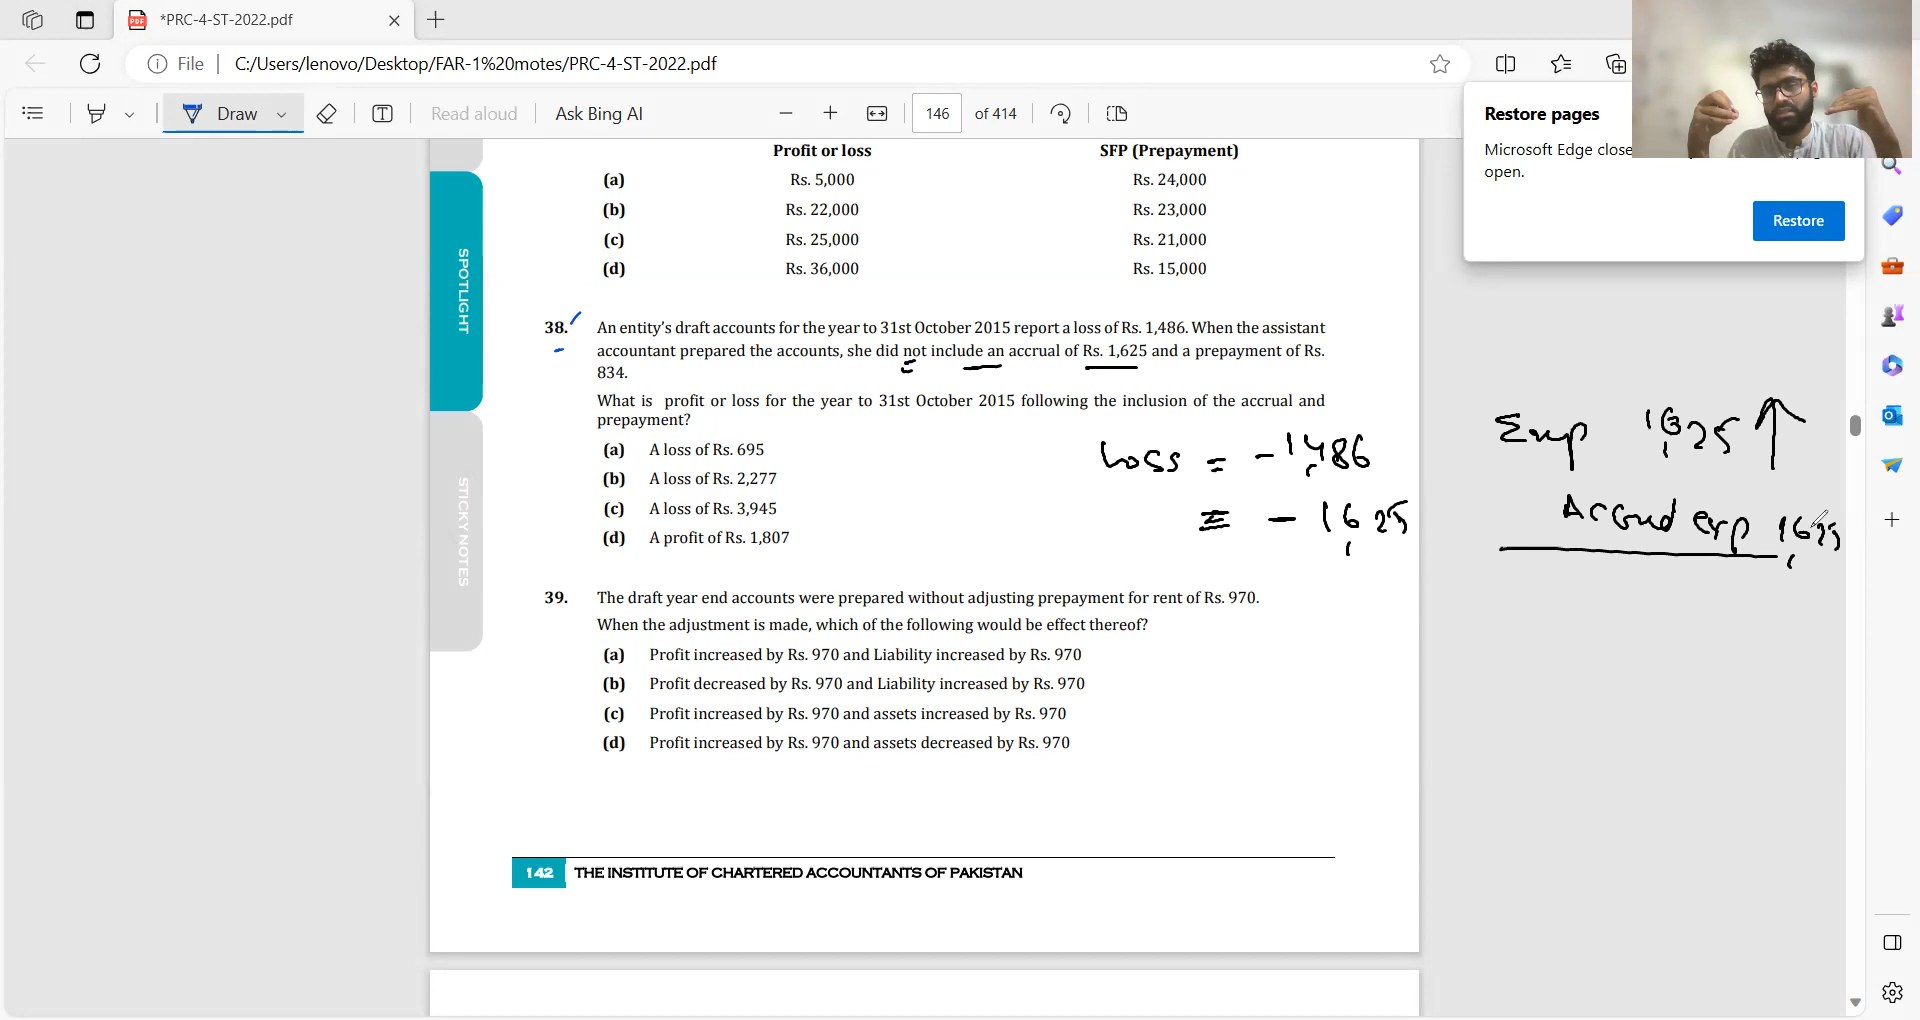 *PRC-4-ST-2022.pdf
File
C:/Users/lenovo/Desktop/FAR-1%20motes/PRC-4-ST-2022.pdf
Draw
Read aloud
Ask Bing AI
146 of 414
Restore pages
Microsoft Edge close
open.
Restore
Profit or loss SFP (Prepayment)
(a) Rs. 5,000 Rs. 24,000
(b) Rs. 22,000 Rs. 23,000
(c) Rs. 25,000 Rs. 21,000
(d) Rs. 36,000 Rs. 15,000
SPOTLIGHT
STICKY NOTES
38. An entity's draft accounts for the year to 31st October 2015 report a loss of Rs. 1,486. When the assistant
accountant prepared the accounts, she did not include an accrual of Rs. 1,625 and a prepayment of Rs.
834.
What is profit or loss for the year to 31st October 2015 following the inclusion of the accrual and
prepayment?
(a) A loss of Rs. 695
(b) A loss of Rs. 2,277
(c) A loss of Rs. 3,945
(d) A profit of Rs. 1,807
Loss = -1,486
= - 1,625
Exp 1,625
Accrued exp 1,625
39. The draft year end accounts were prepared without adjusting prepayment for rent of Rs. 970.
When the adjustment is made, which of the following would be effect thereof?
(a) Profit increased by Rs. 970 and Liability increased by Rs. 970
(b) Profit decreased by Rs. 970 and Liability increased by Rs. 970
(c) Profit increased by Rs. 970 and assets increased by Rs. 970
(d) Profit increased by Rs. 970 and assets decreased by Rs. 970
142 THE INSTITUTE OF CHARTERED ACCOUNTANTS OF PAKISTAN